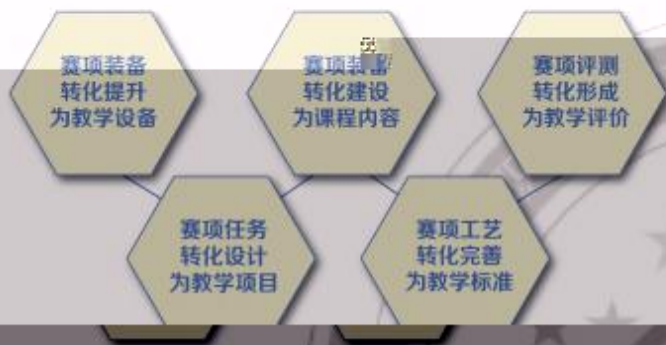 赛项装备
转化提升
为教学设备
赛项装备
转化建设
为课程内容
赛项评测
转化形成
为教学评价
赛项任务
转化设计
为教学项目
赛项工艺
转化完善
为教学标准